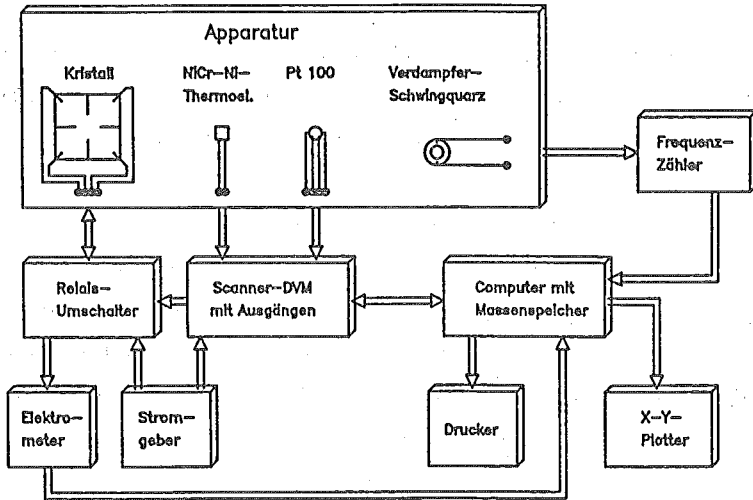 Apparatur
Kristall
NiCr-Ni-
Thermoel.
Pt 100
Verdampfer-
Schwingquarz
Frequenz-
Zähler
Relais-
Umschalter
Scanner-DVM
mit Ausgängen
Computer mit
Massenspeicher
Elektro-
meter
Strom-
geber
Drucker
X-Y-
Plotter